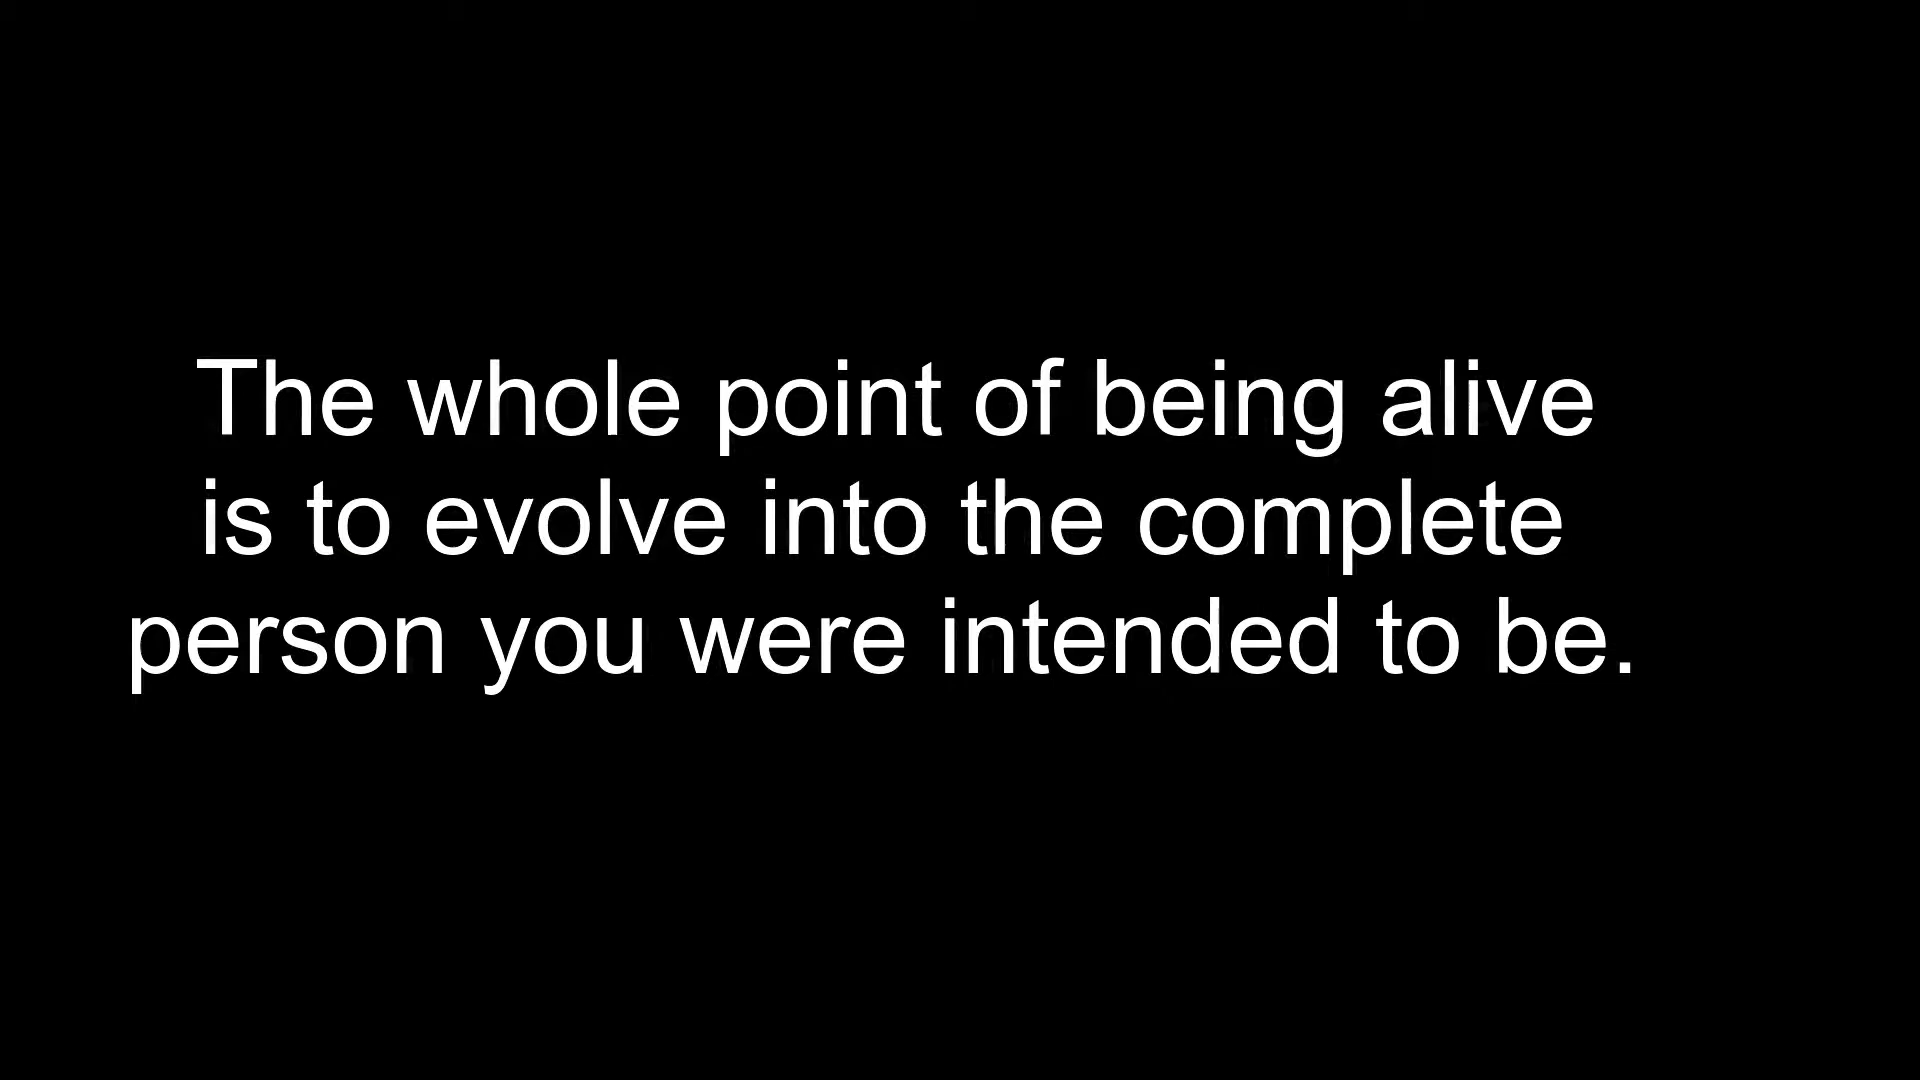 The whole point of being alive
is to evolve into the complete
person you were intended to be.